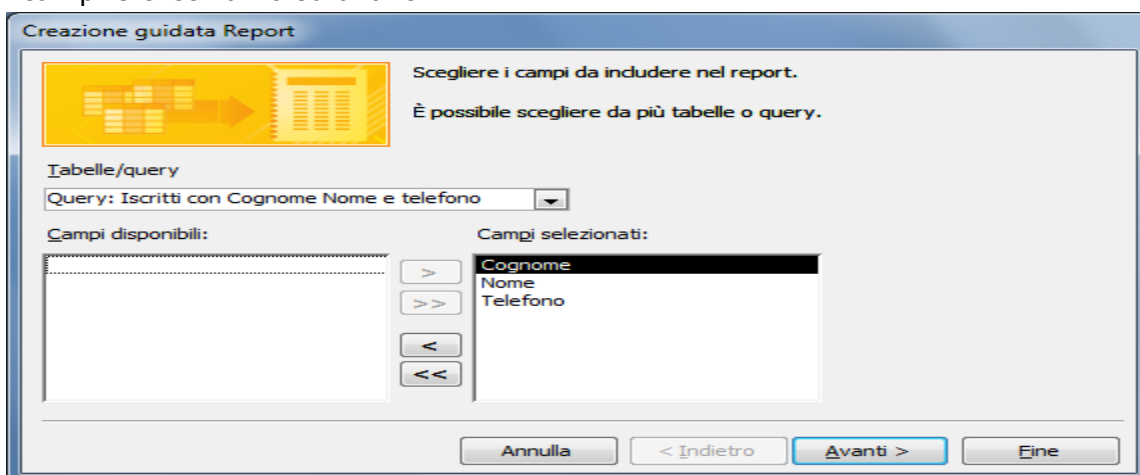 Creazione guidata Report
Scegliere i campi da includere nel report.
È possibile scegliere da più tabelle o query.
Tabelle/query
Query: Iscritti con Cognome Nome e telefono
Campi disponibili:
Campi selezionati:
>
>>
<
<<
Cognome
Nome
Telefono
Annulla
< Indietro
Avanti >
Fine